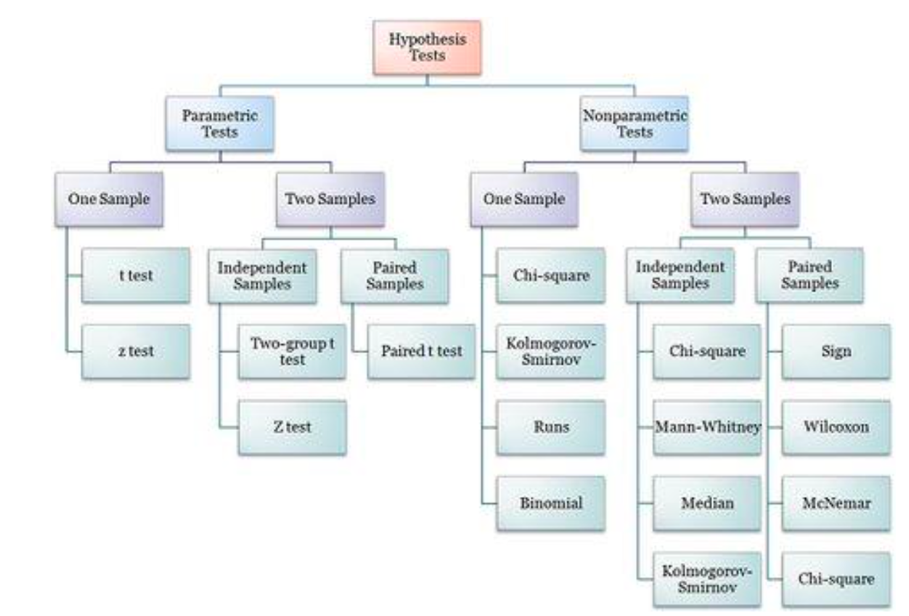 Hypothesis
Tests
Parametric
Tests
Nonparametric
Tests
One Sample
Two Samples
One Sample
Two Samples
t test
z test
Independent
Samples
Paired
Samples
Two-group t
test
Z test
Paired t test
Chi-square
Kolmogorov-
Smirnov
Runs
Binomial
Independent
Samples
Paired
Samples
Chi-square
Mann-Whitney
Median
Kolmogorov-
Smirnov
Sign
Wilcoxon
McNemar
Chi-square